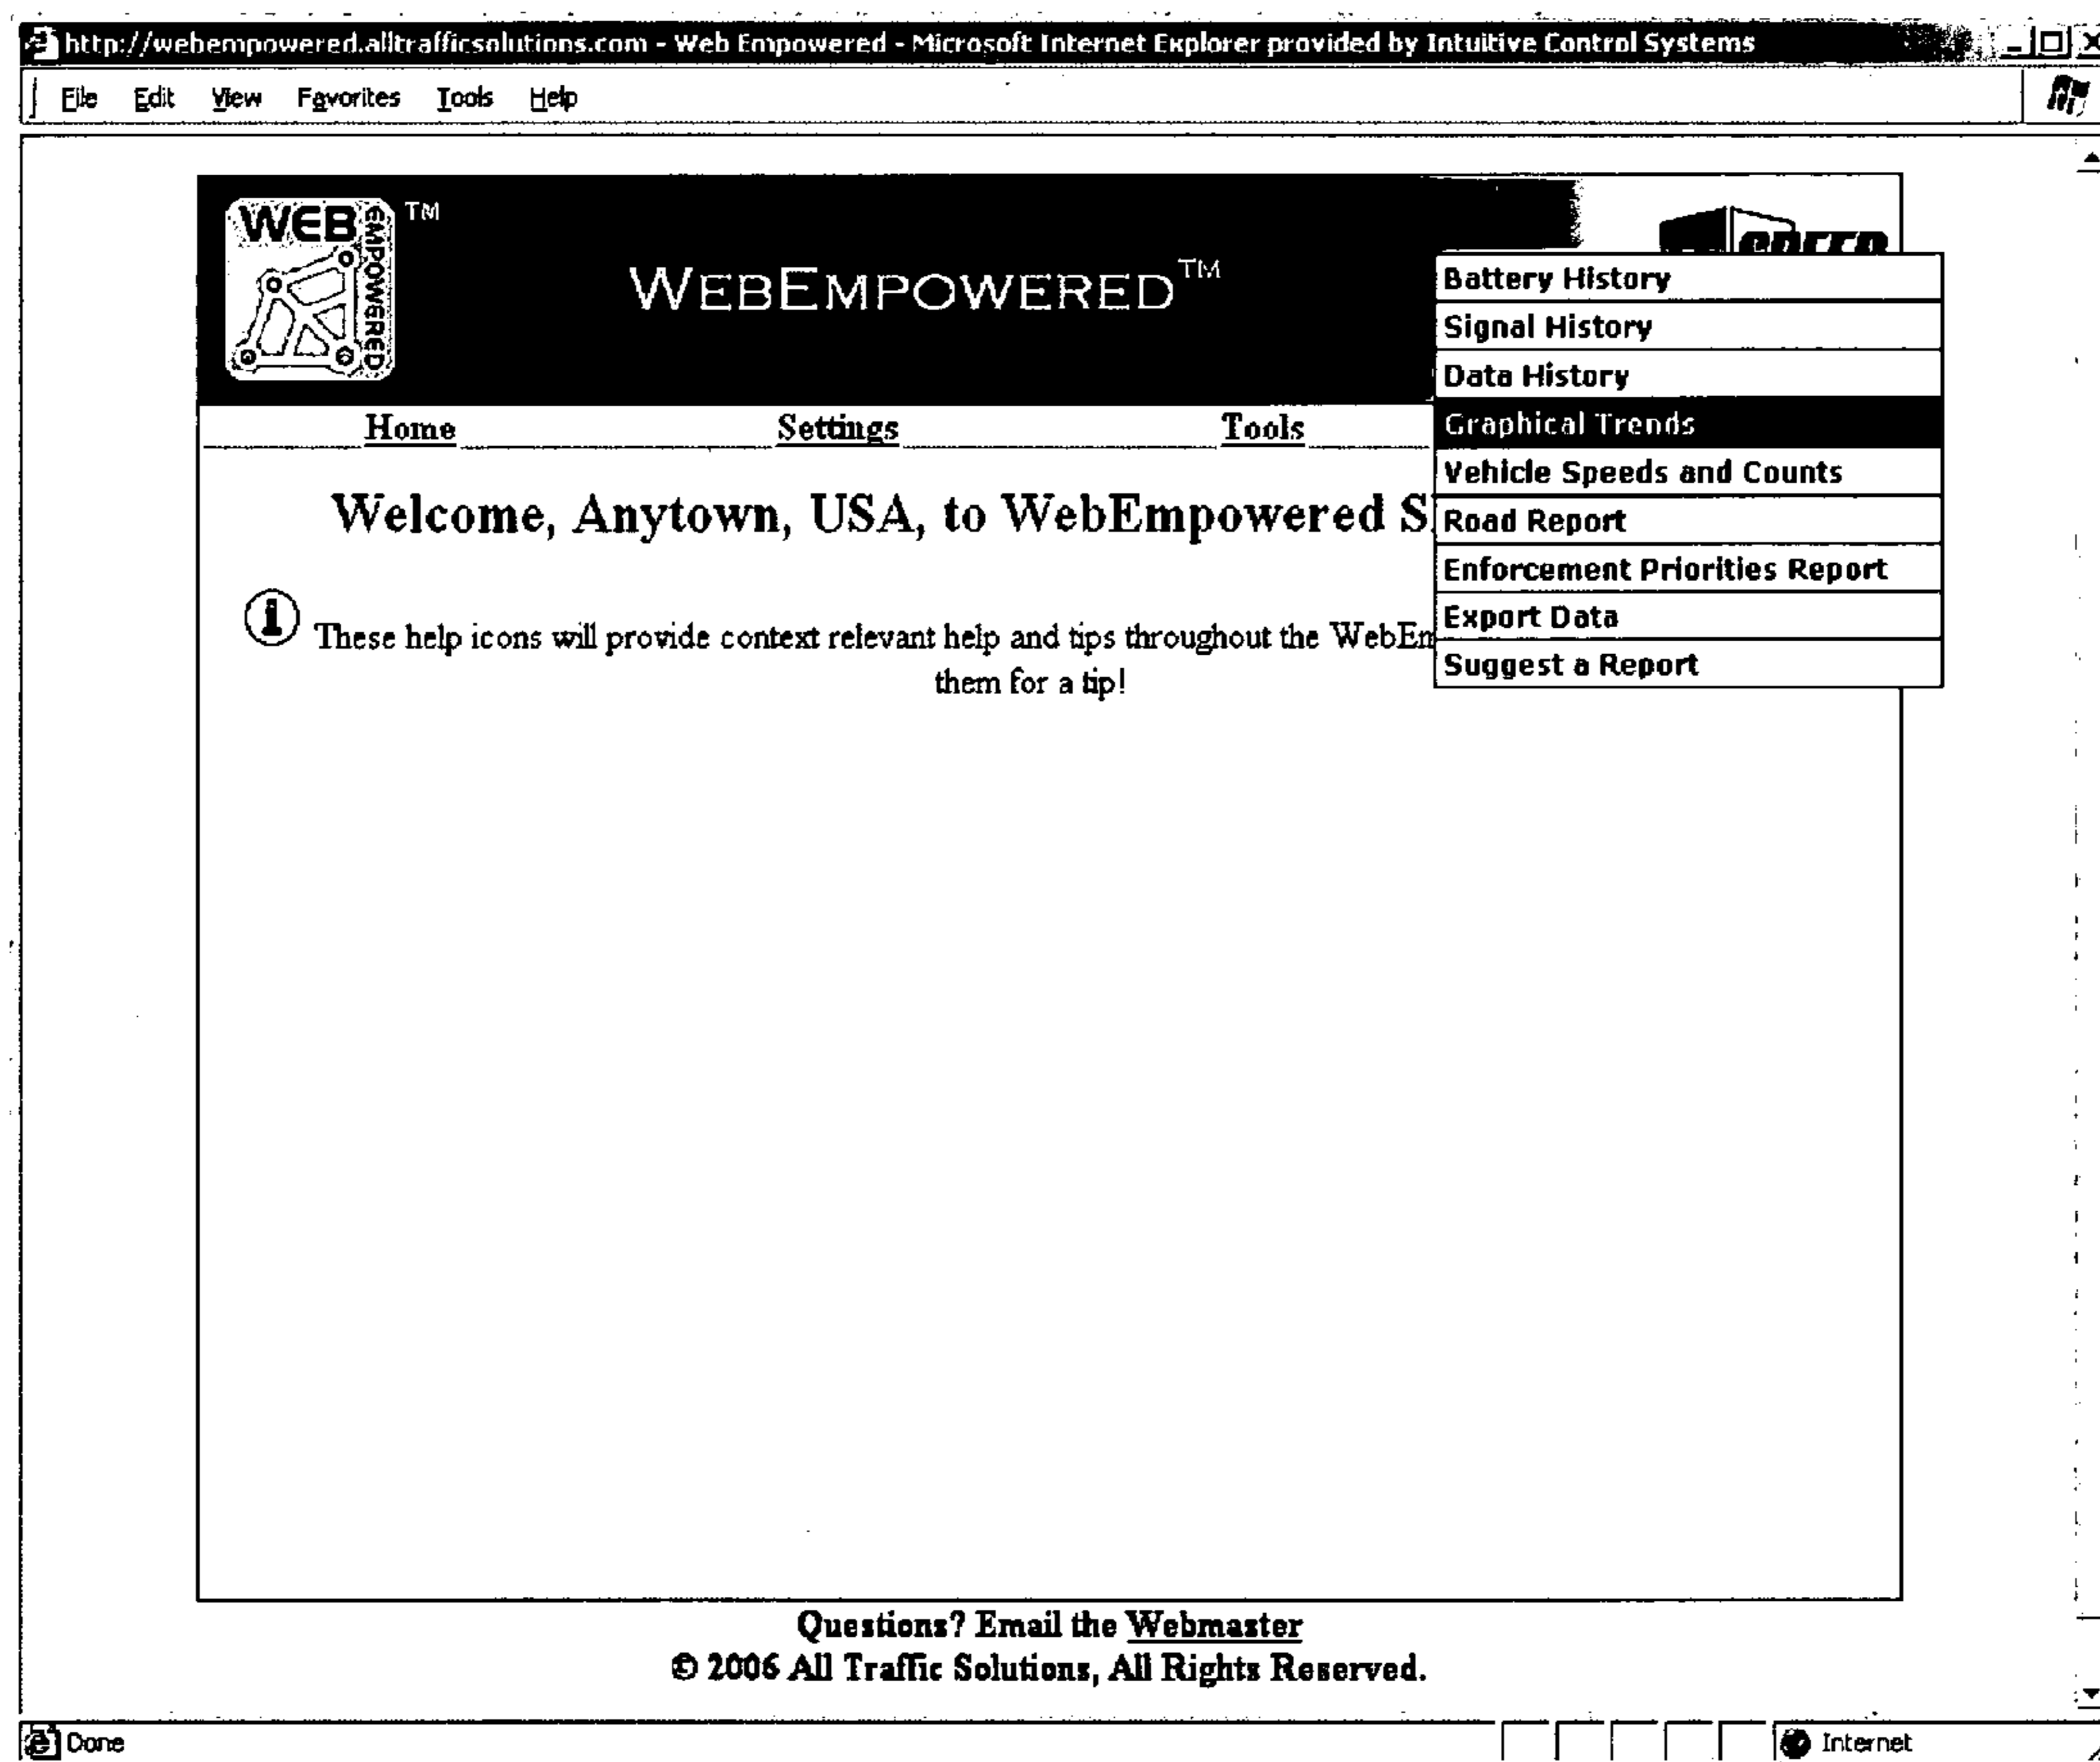 http://webempowered.alltrafficsolutions.com - Web Empowered - Microsoft Internet Explorer provided by Intuitive Control Systems
File Edit View Favorites Tools Help
WEB EMPOWERED TM
WEBEMPOWERED TM
Battery History
Signal History
Data History
Graphical Trends
Vehicle Speeds and Counts
Road Report
Enforcement Priorities Report
Export Data
Suggest a Report
Home Settings Tools
Welcome, Anytown, USA, to WebEmpowered S
i These help icons will provide context relevant help and tips throughout the WebEm
them for a tip!
Questions? Email the Webmaster
© 2006 All Traffic Solutions, All Rights Reserved.
Done Internet